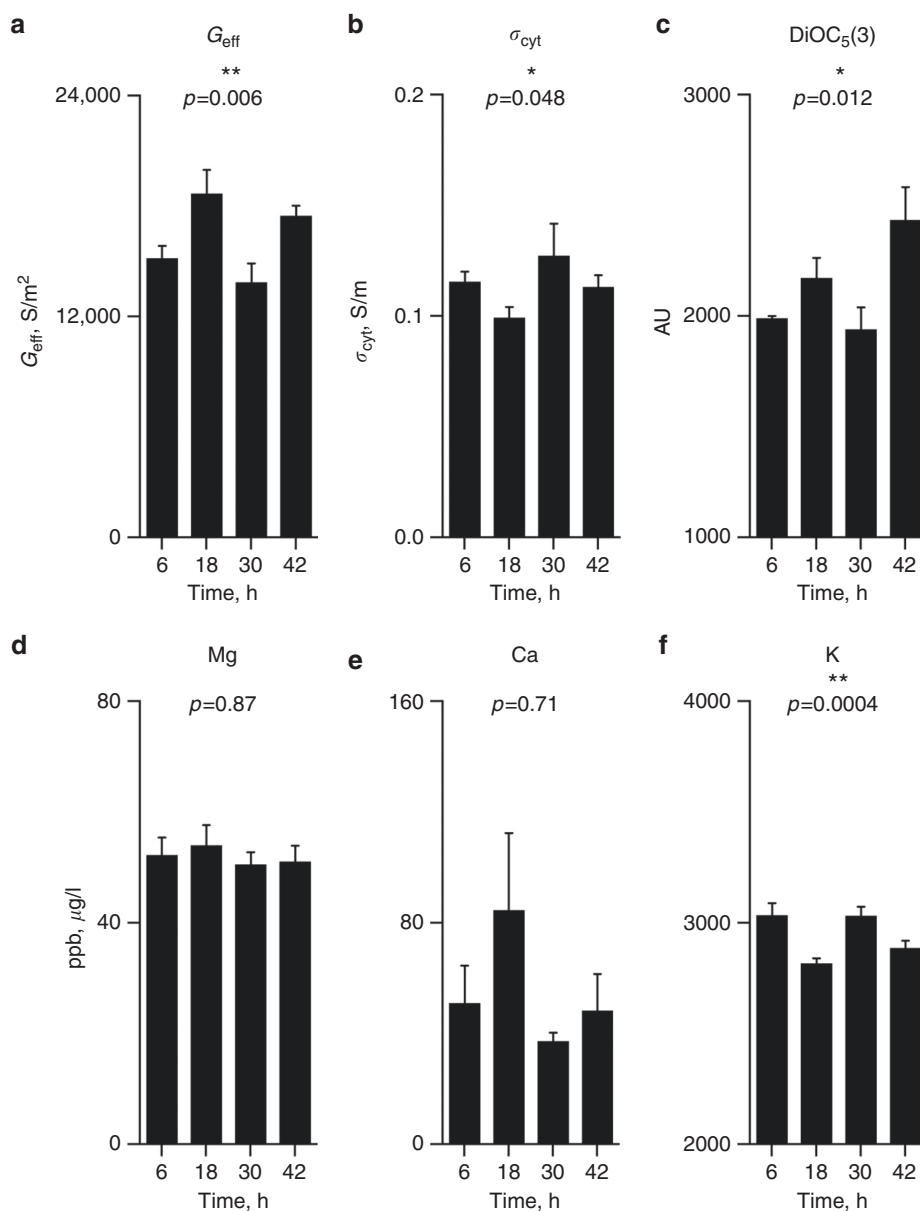 a
G_eff
**
p=0.006
24,000
12,000
0
G_eff, S/m²
6 18 30 42
Time, h
b
σ_cyt
*
p=0.048
0.2
0.1
0.0
σ_cyt, S/m
6 18 30 42
Time, h
c
DiOC₅(3)
*
p=0.012
3000
2000
1000
AU
6 18 30 42
Time, h
d
Mg
p=0.87
80
40
0
ppb, μg/l
6 18 30 42
Time, h
e
Ca
p=0.71
160
80
0
6 18 30 42
Time, h
f
K
**
p=0.0004
4000
3000
2000
6 18 30 42
Time, h